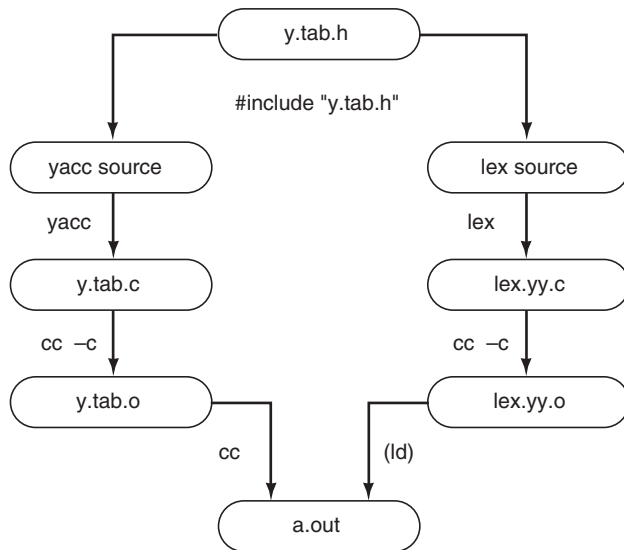 y.tab.h
#include "y.tab.h"
yacc source
lex source
yacc
lex
y.tab.c
lex.yy.c
cc –c
cc –c
y.tab.o
lex.yy.o
cc
(ld)
a.out